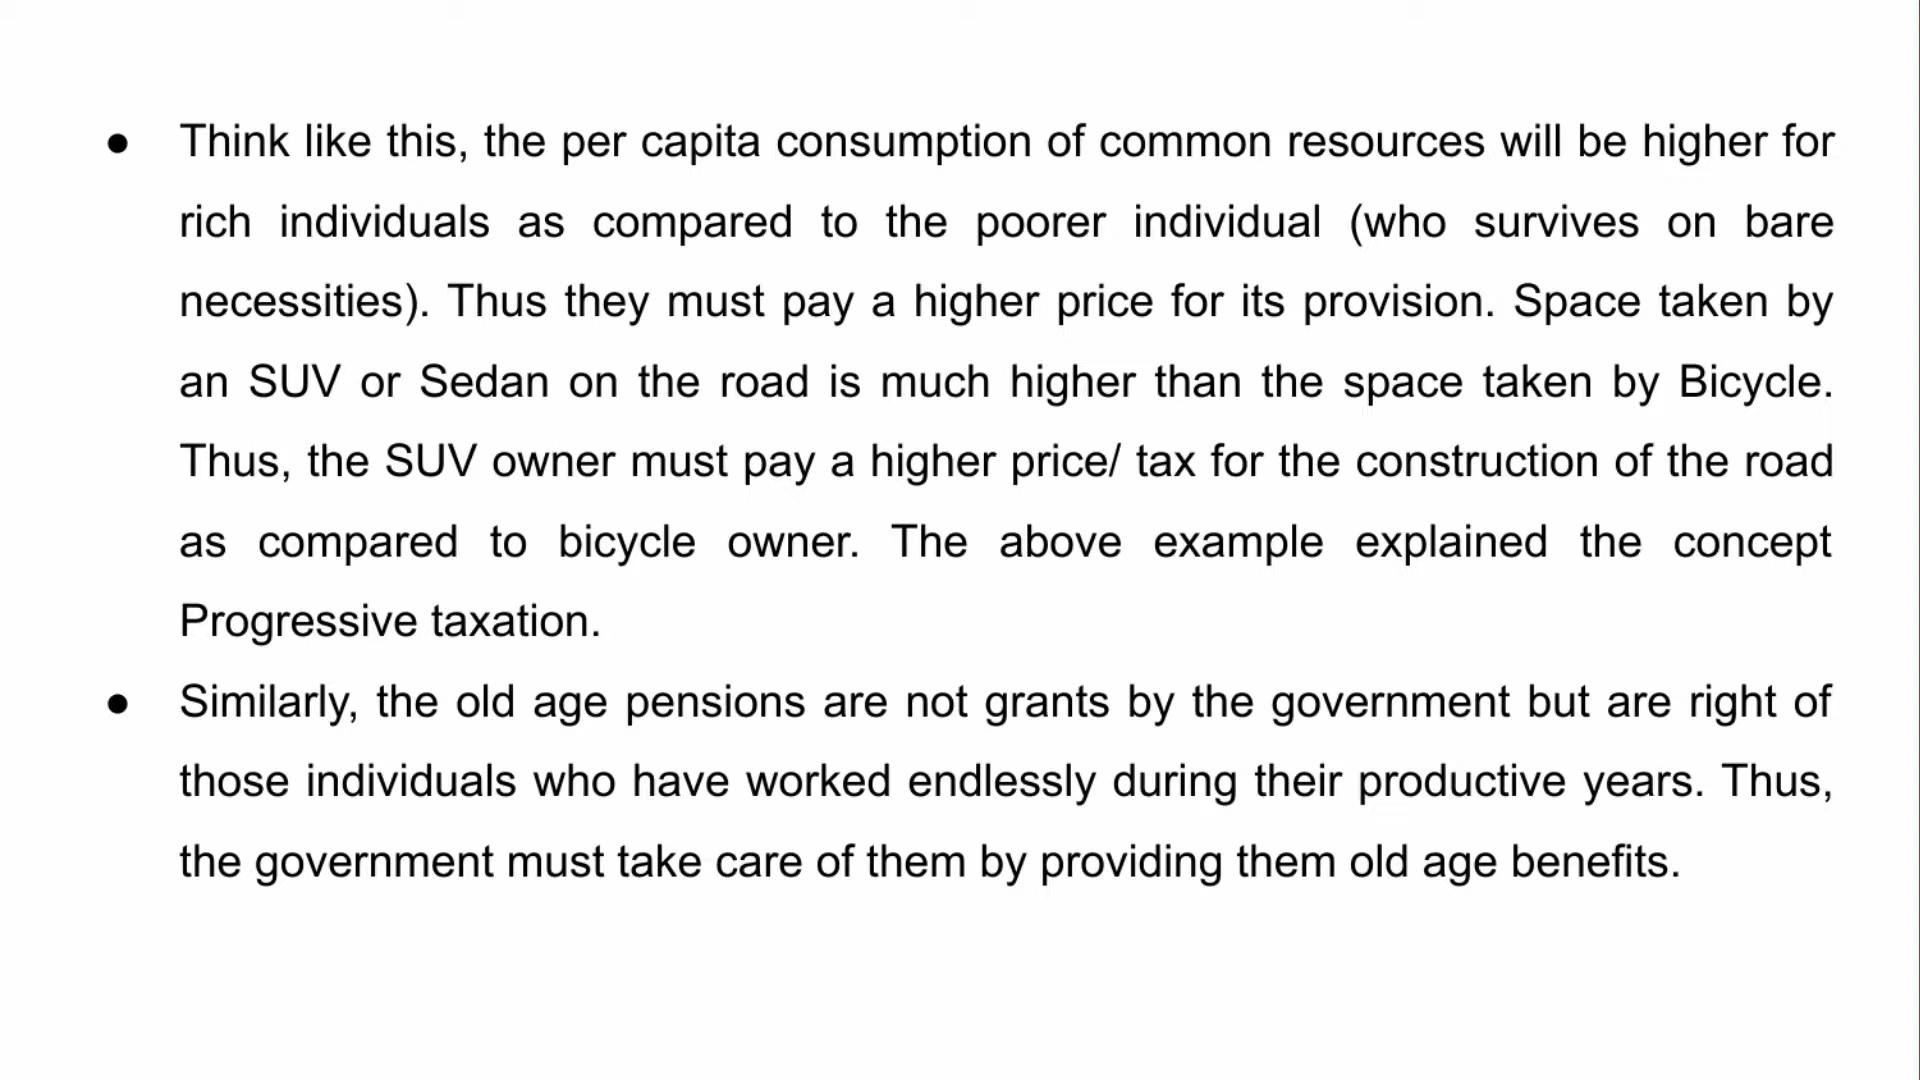 ● Think like this, the per capita consumption of common resources will be higher for
rich individuals as compared to the poorer individual (who survives on bare
necessities). Thus they must pay a higher price for its provision. Space taken by
an SUV or Sedan on the road is much higher than the space taken by Bicycle.
Thus, the SUV owner must pay a higher price/ tax for the construction of the road
as compared to bicycle owner. The above example explained the concept
Progressive taxation.
● Similarly, the old age pensions are not grants by the government but are right of
those individuals who have worked endlessly during their productive years. Thus,
the government must take care of them by providing them old age benefits.